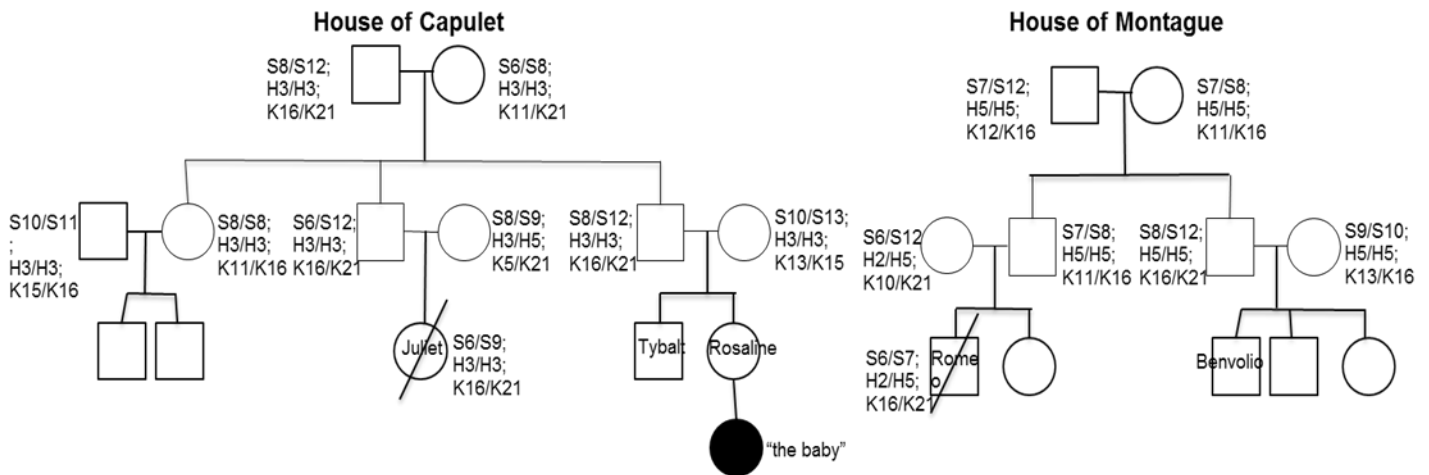 House of Capulet
House of Montague
S8/S12;
H3/H3;
K16/K21
S6/S8;
H3/H3;
K11/K21
S7/S12;
H5/H5;
K12/K16
S7/S8;
H5/H5;
K11/K16
S10/S11
;
H3/H3;
K15/K16
S8/S8;
H3/H3;
K11/K16
S6/S12;
H3/H3;
K16/K21
S8/S9;
H3/H5;
K5/K21
S8/S12;
H3/H3;
K16/K21
S10/S13;
H3/H3;
K13/K15
S6/S12
H2/H5;
K10/K21
S7/S8;
H5/H5;
K11/K16
S8/S12;
H5/H5;
K16/K21
S9/S10;
H5/H5;
K13/K16
Juliet
S6/S9;
H3/H3;
K16/K21
Tybalt
Rosaline
S6/S7;
H2/H5;
K16/K21
Rome
o
Benvolio
"the baby"